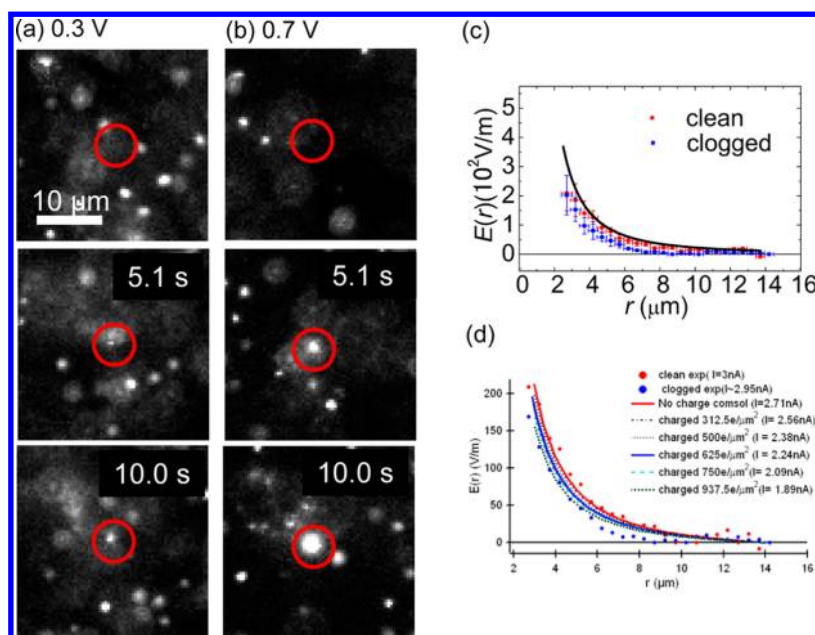 (a) 0.3 V
(b) 0.7 V
10 μm
5.1 s
5.1 s
10.0 s
10.0 s
(c)
5
4
3
2
1
0
E(r)(10²V/m)
clean
clogged
0 2 4 6 8 10 12 14 16
r (μm)
(d)
200
150
100
50
0
E(r) (V/m)
clean exp( I=3nA)
clogged exp(I~2.95nA)
No charge comsol (I=2.71nA)
charged 312.5e/μm² (I = 2.56nA)
charged 500e/μm² (I = 2.38nA)
charged 625e/μm² (I = 2.24nA)
charged 750e/μm² (I = 2.09nA)
charged 937.5e/μm² (I= 1.89nA)
2 4 6 8 10 12 14 16
r (μm)